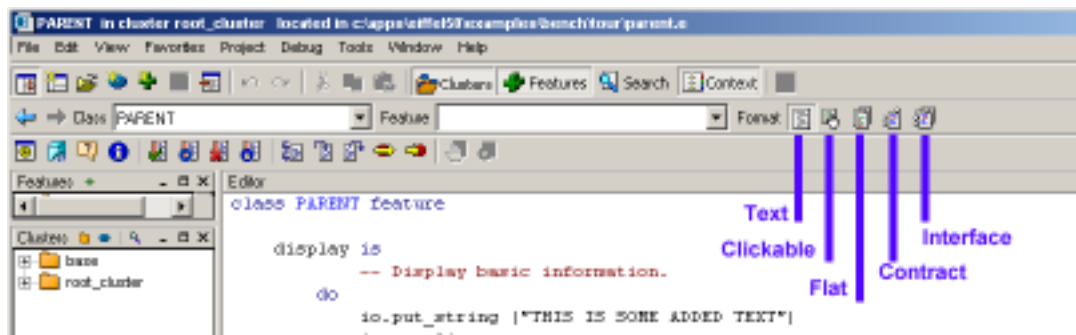 PARENT in cluster root_cluster located in c:\apps\eiffel50\examples\bench\tour\parent.e
File Edit View Favorites Project Debug Tools Window Help
Clusters Features Search Context
Class PARENT Feature Format
Features
Editor
class PARENT feature
Text
Clusters
display is
Clickable
Interface
base
-- Display basic information.
Contract
root_cluster
do
Flat
io.put_string ("THIS IS SOME ADDED TEXT")